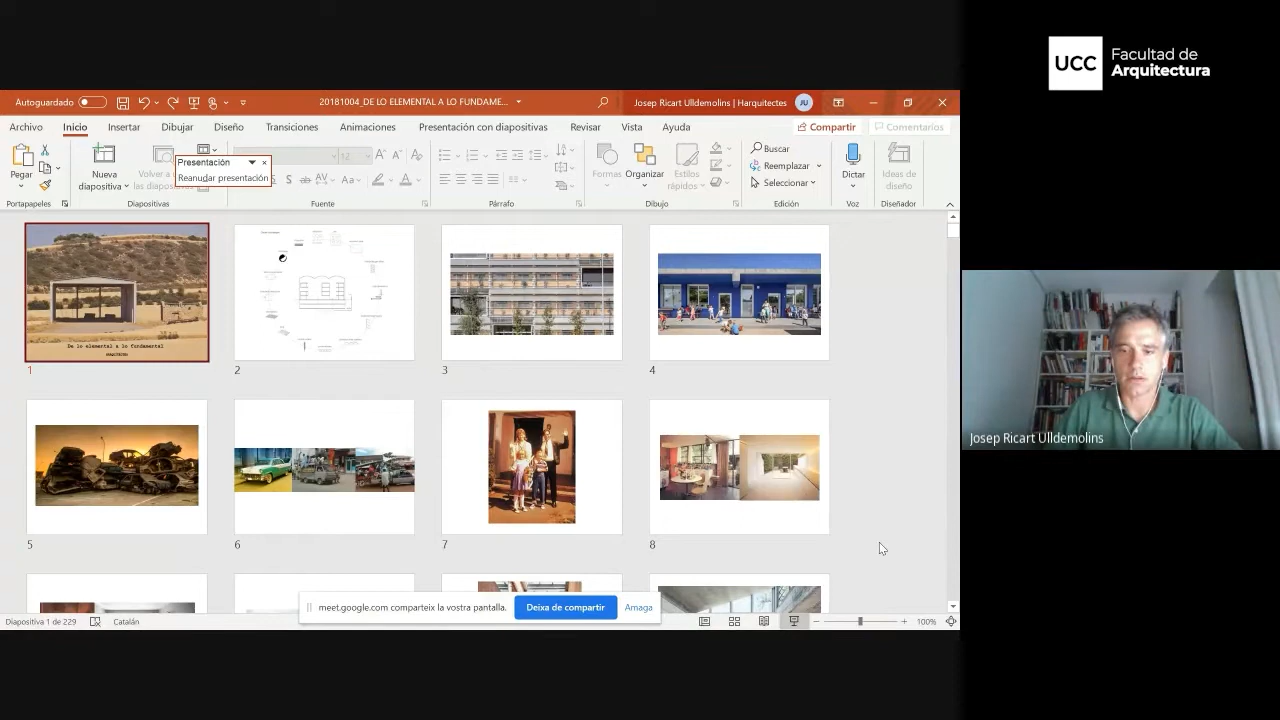 UCC
Facultad de
Arquitectura
Autoguardado
20181004_DE LO ELEMENTAL A LO FUNDAME...
Josep Ricart Ulldemolins | Harquitectes
JU
Archivo Inicio Insertar Dibujar Diseño Transiciones Animaciones Presentación con diapositivas Revisar Vista Ayuda
Compartir
Comentarios
Pegar
Nueva
diapositiva
Volver a
las diapositivas
Presentación
Reanudar presentación
12
Formas
Organizar
Estilos
rápidos
Buscar
Reemplazar
Seleccionar
Dictar
Ideas de
diseño
Portapapeles Diapositivas Fuente Párrafo Dibujo Edición Voz Diseñador
De lo elemental a lo fundamental
1
2
3
4
5
6
7
8
Josep Ricart Ulldemolins
meet.google.com comparteix la vostra pantalla.
Deixa de compartir
Amaga
Diapositiva 1 de 229
Catalán
100%